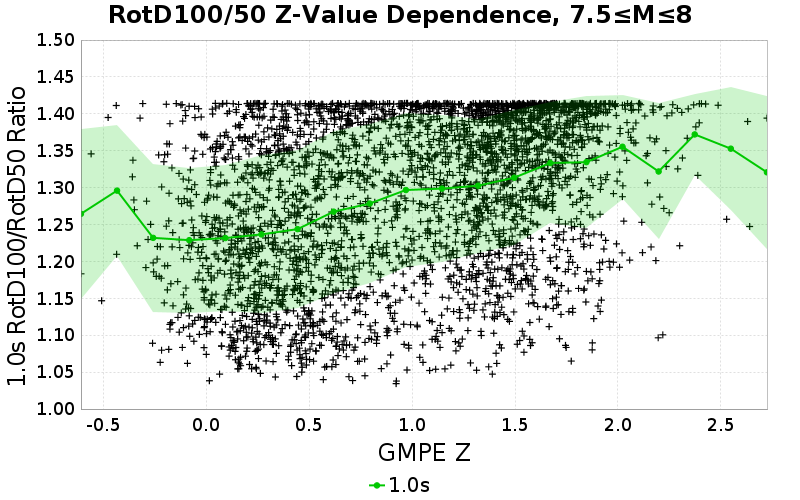 RotD100/50 Z-Value Dependence, 7.5≤M≤8
1.0s RotD100/RotD50 Ratio
1.50
1.45
1.40
1.35
1.30
1.25
1.20
1.15
1.10
1.05
1.00
-0.5 0.0 0.5 1.0 1.5 2.0 2.5
GMPE Z
1.0s